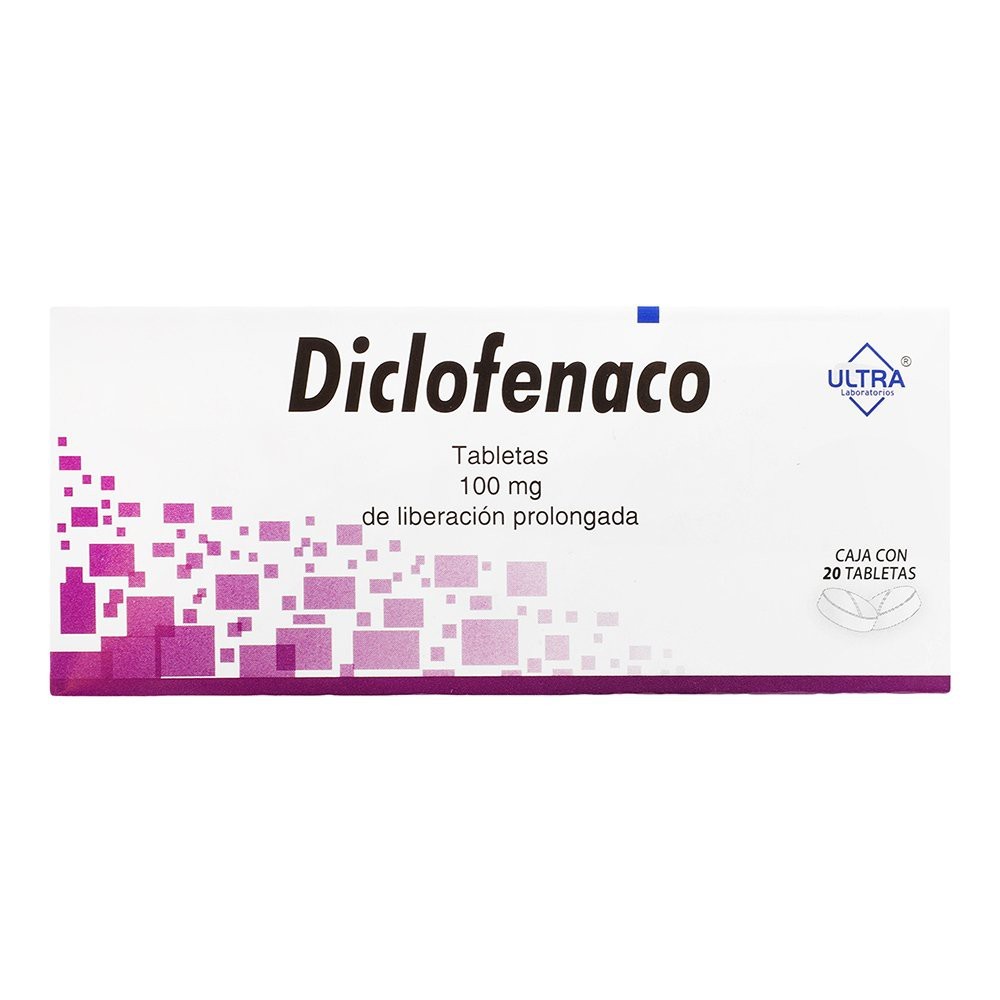 Diclofenaco
Tabletas
100 mg
de liberación prolongada
ULTRA®
Laboratorios
CAJA CON
20 TABLETAS